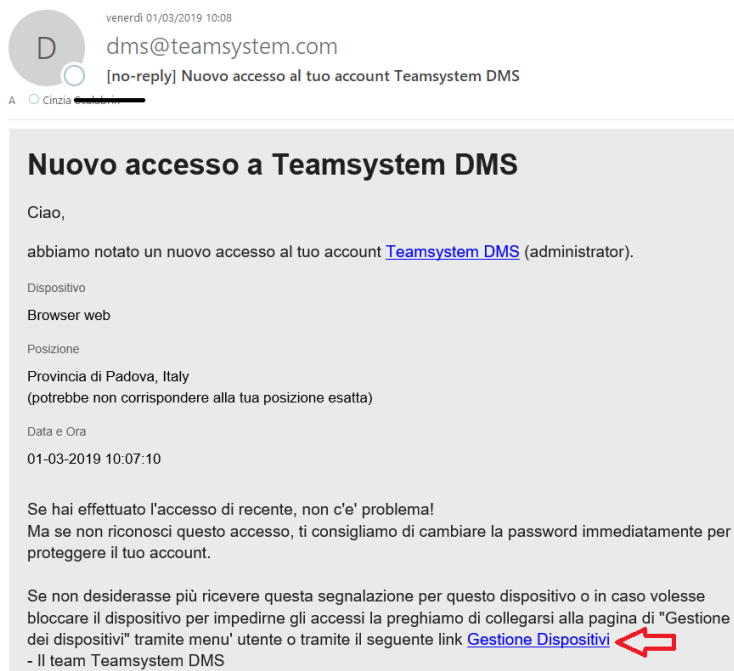 venerdì 01/03/2019 10:08
D
dms@teamsystem.com
[no-reply] Nuovo accesso al tuo account Teamsystem DMS
A Cinzia
Nuovo accesso a Teamsystem DMS
Ciao,
abbiamo notato un nuovo accesso al tuo account Teamsystem DMS (administrator).
Dispositivo
Browser web
Posizione
Provincia di Padova, Italy
(potrebbe non corrispondere alla tua posizione esatta)
Data e Ora
01-03-2019 10:07:10
Se hai effettuato l'accesso di recente, non c'e' problema!
Ma se non riconosci questo accesso, ti consigliamo di cambiare la password immediatamente per
proteggere il tuo account.
Se non desiderasse più ricevere questa segnalazione per questo dispositivo o in caso volesse
bloccare il dispositivo per impedirne gli accessi la preghiamo di collegarsi alla pagina di "Gestione
dei dispositivi" tramite menu' utente o tramite il seguente link Gestione Dispositivi
- Il team Teamsystem DMS